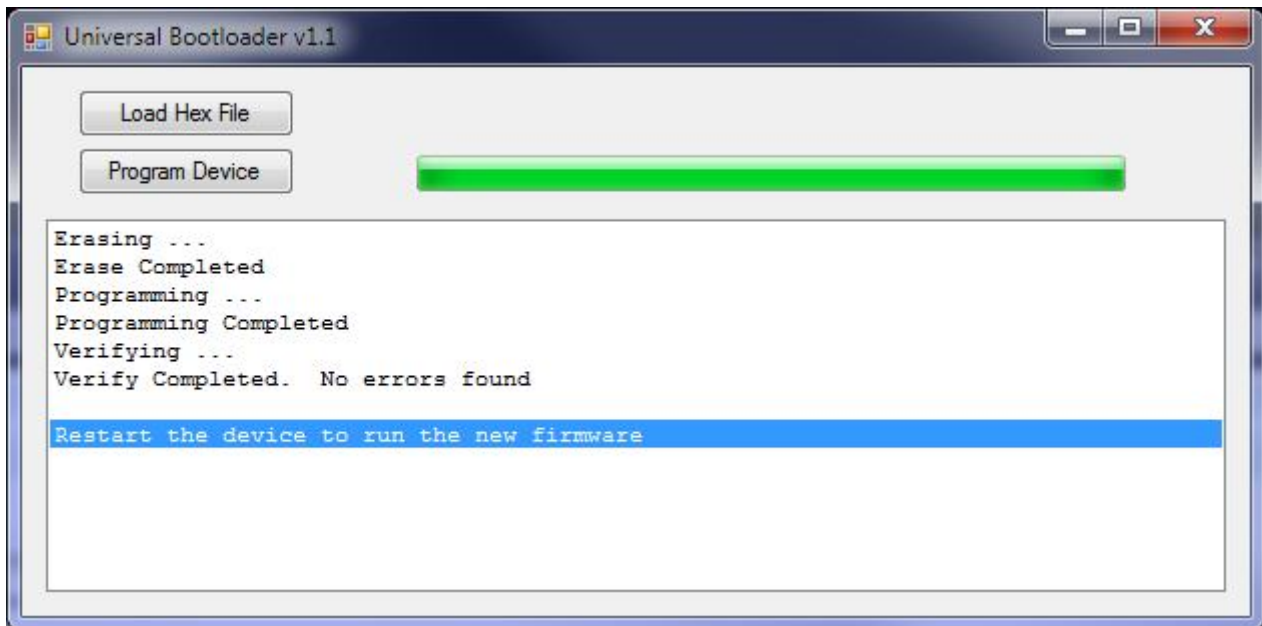 Universal Bootloader v1.1
Load Hex File
Program Device
Erasing ...
Erase Completed
Programming ...
Programming Completed
Verifying ...
Verify Completed.  No errors found
Restart the device to run the new firmware